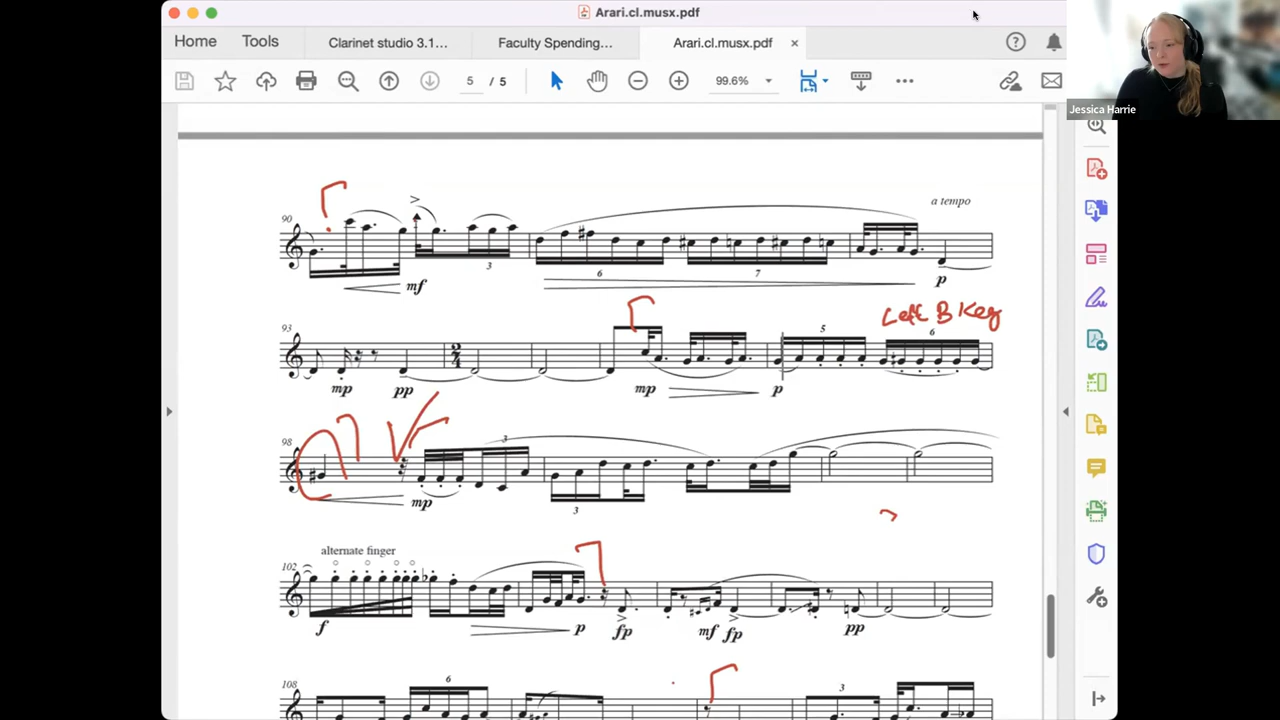 Arari.cl.musx.pdf
Home Tools Clarinet studio 3.1... Faculty Spending... Arari.cl.musx.pdf ×
5 / 5 99.6%
Jessica Harrie
a tempo
90
3 6 7
mf p
Left B Key
93
5 6
mp pp mp p
98
3
mp
3
alternate finger
102
f p fp mf fp pp
108
6 3